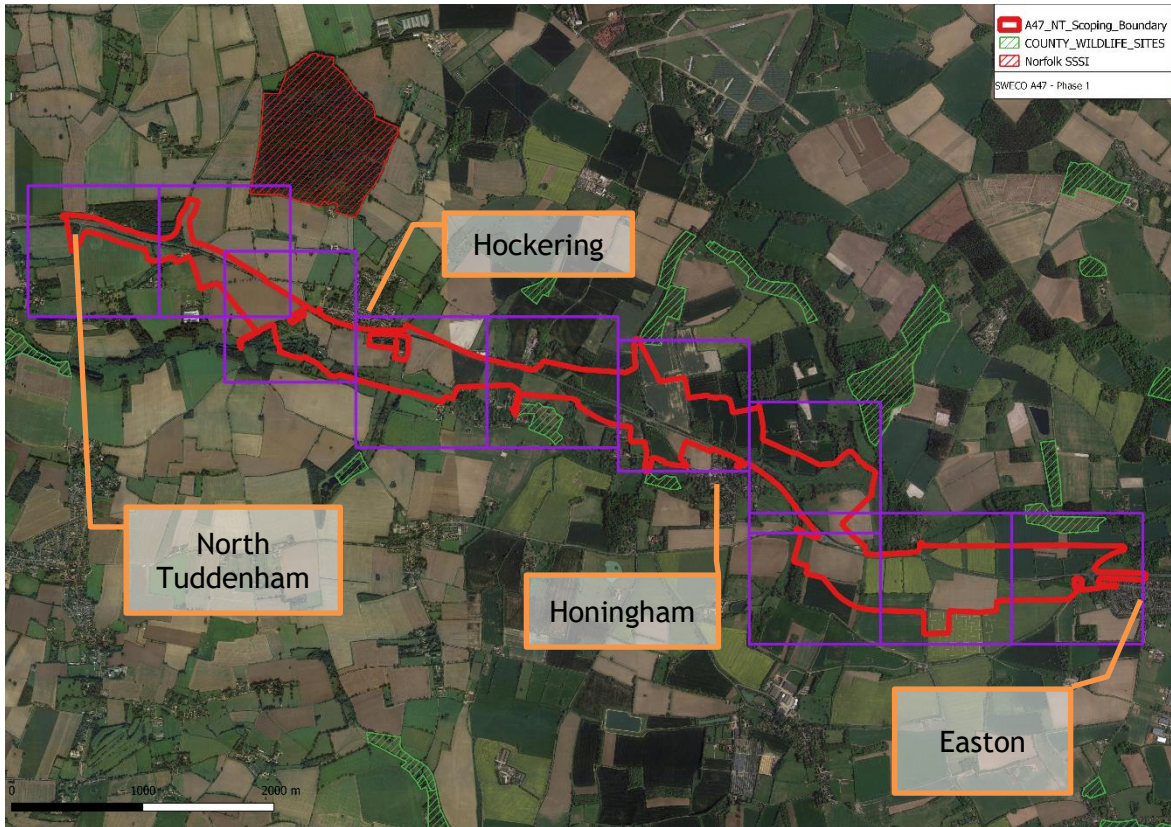 A47_NT_Scoping_Boundary
COUNTY_WILDLIFE_SITES
Norfolk SSSI
SWECO A47 - Phase 1
Hockering
North
Tuddenham
Honingham
Easton
0 1000 2000 m